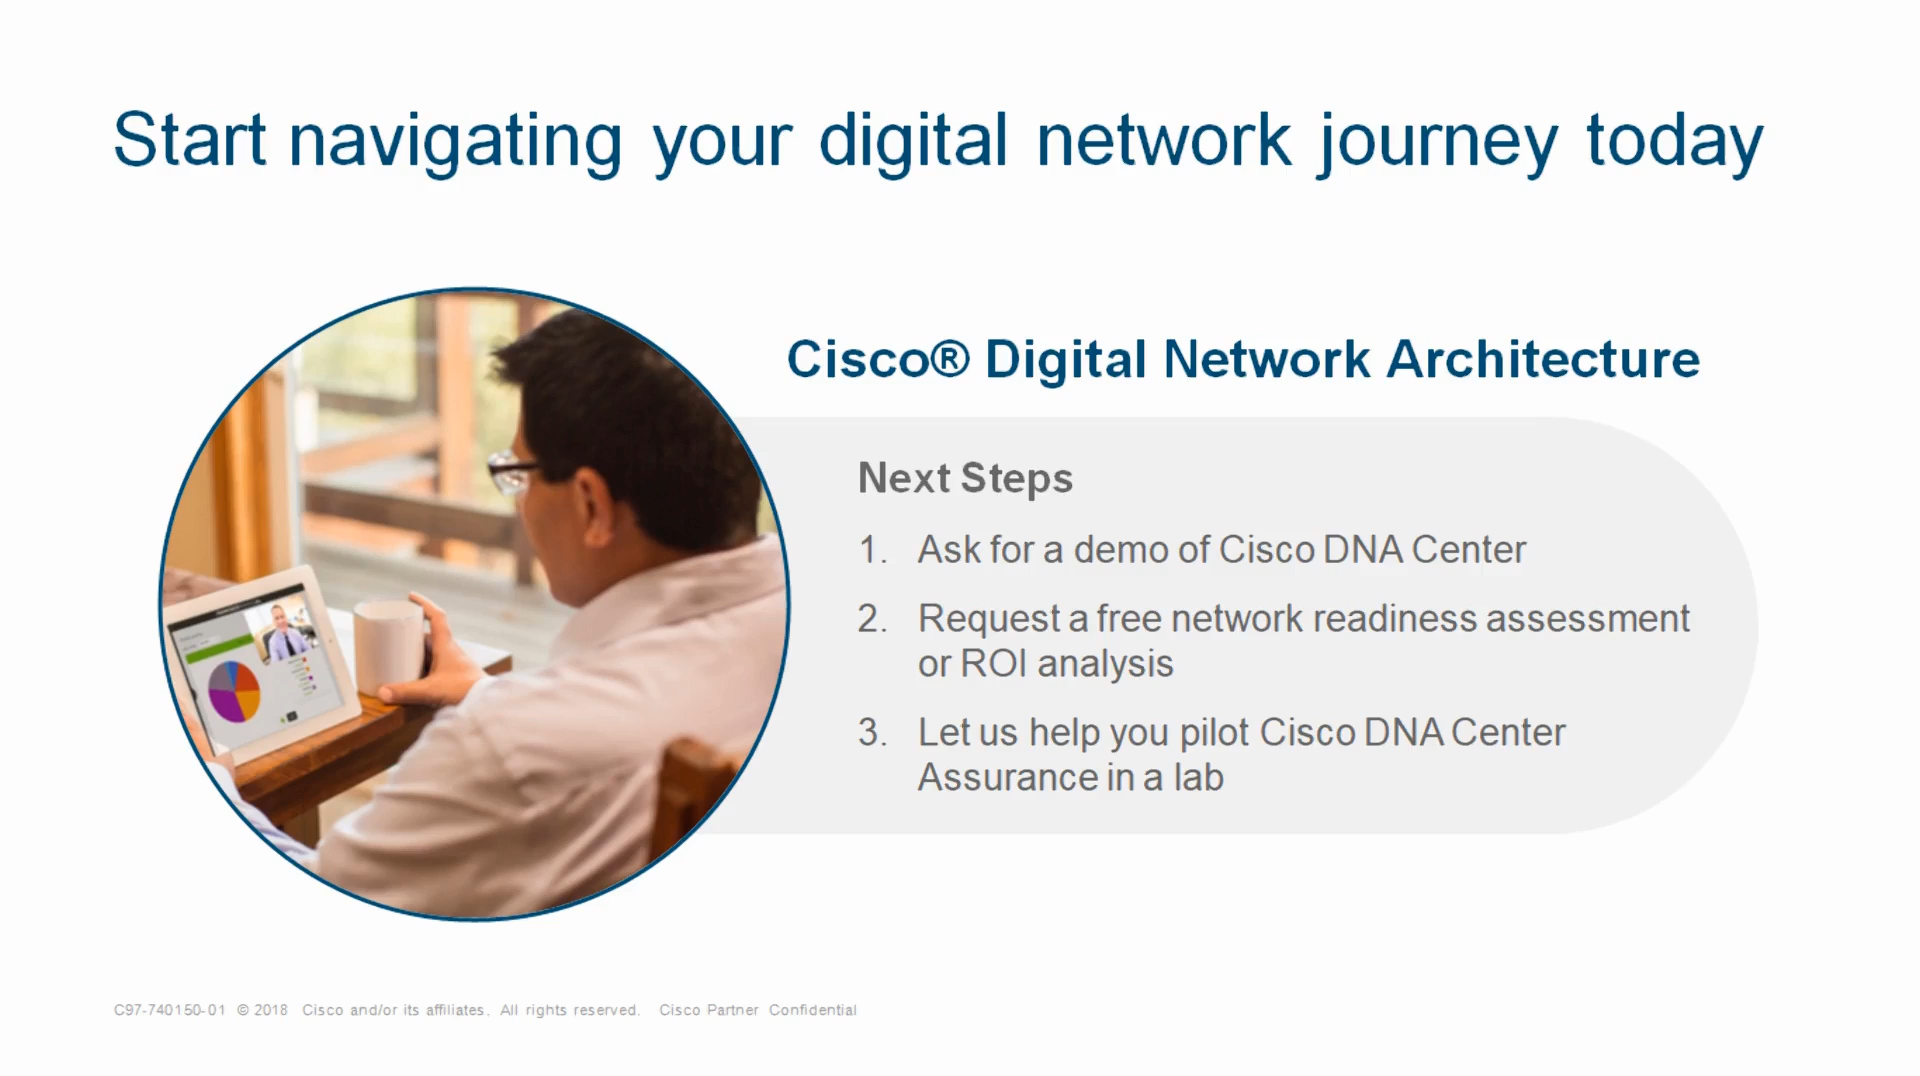 Start navigating your digital network journey today
Cisco® Digital Network Architecture
Next Steps
1. Ask for a demo of Cisco DNA Center
2. Request a free network readiness assessment
or ROI analysis
3. Let us help you pilot Cisco DNA Center
Assurance in a lab
C97-740150-01 © 2018 Cisco and/or its affiliates. All rights reserved. Cisco Partner Confidential